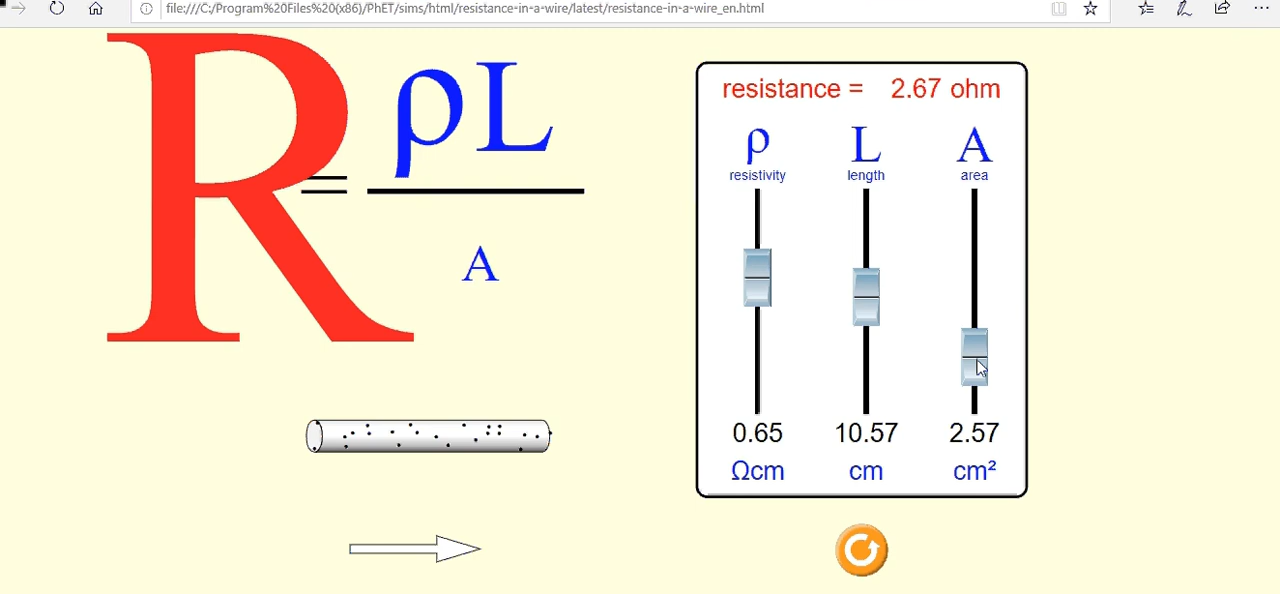 file:///C:/Program%20Files%20(x86)/PhET/sims/html/resistance-in-a-wire/latest/resistance-in-a-wire_en.html
R = ρL
A
resistance = 2.67 ohm
ρ L A
resistivity length area
0.65 10.57 2.57
Ωcm cm cm²